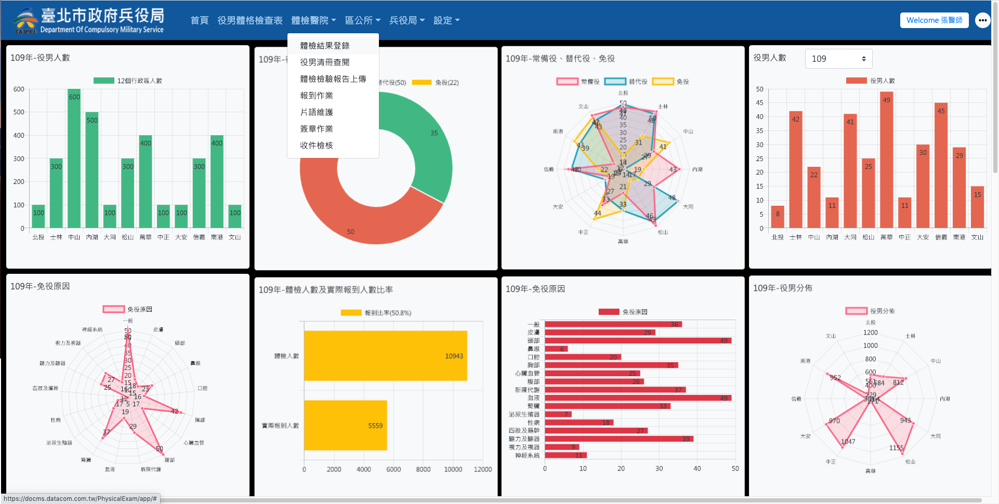 臺北市政府兵役局
Department Of Compulsory Military Service
TAIPEI
首頁 役男體格檢查表 體檢醫院 區公所 兵役局 設定
Welcome 張醫師
體檢結果登錄
役男清冊查閱
體檢檢驗報告上傳
報到作業
片語維護
簽章作業
收件檢核
109年-役男人數
12個行政區人數
600
500
400
300
200
100
0
100 300 600 500 100 300 400 100 100 300 400 100
北投 士林 中山 內湖 大同 松山 萬華 中正 大安 信義 南港 文山
109年-
替代役(50) 免役(22)
35
50
109年-常備役、替代役、免役
常備役 替代役 免役
北投
士林
中山
內湖
大同
松山
萬華
中正
大安
信義
南港
文山
50
49
40
35
30
25
20
31
41
43
39
22
19
43
29
48
46
49
33
21
27
33
44
役男人數 109
役男人數
50
45
40
35
30
25
20
15
10
5
0
8 42 22 11 41 25 49 11 30 45 29 15
北投 士林 中山 內湖 大同 松山 萬華 中正 大安 信義 南港 文山
109年-免役原因
免役原因
一般
皮膚
頭部
鼻喉
口腔
胸部
心臟血管
腹部
新陳代謝
血液
腎臟
泌尿生殖器
性病
四肢及軀幹
聽力及聽器
視力及視器
神經系統
50
40
35
30
25
20
15
18
23
15
16
42
17
50
29
5
19
37
17
12
25
27
109年-體檢人數及實際報到人數比率
報到比率(50.8%)
體檢人數 10943
實際報到人數 5559
0 2000 4000 6000 8000 10000 12000
109年-免役原因
免役原因
一般 36
皮膚 29
頭部 49
鼻喉 6
口腔 20
胸部 35
心臟血管 25
腹部 26
新陳代謝 37
血液 49
腎臟 33
泌尿生殖器 7
性病 18
四肢及軀幹 27
聽力及聽器 39
視力及視器 9
神經系統 11
0 10 20 30 40 50
109年-役男分佈
役男分佈
北投
士林
中山
內湖
大同
松山
萬華
中正
大安
信義
南港
文山
1200
1000
800
600
561
400
812
229
943
1155
1047
970
952
https://docms.datacom.com.tw/PhysicalExam/app/#